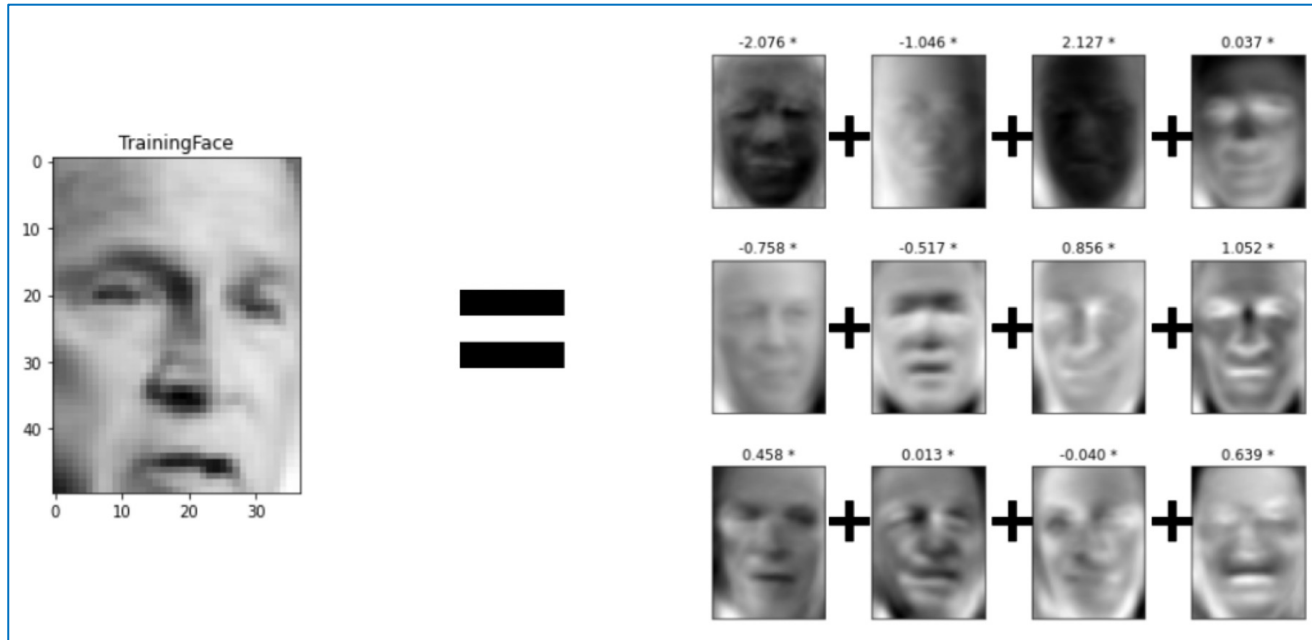 -2.076 * -1.046 * 2.127 * 0.037 *
+ + +
TrainingFace
0
10
20
30
40
0 10 20 30
=
-0.758 * -0.517 * 0.856 * 1.052 *
+ + +
0.458 * 0.013 * -0.040 * 0.639 *
+ + +